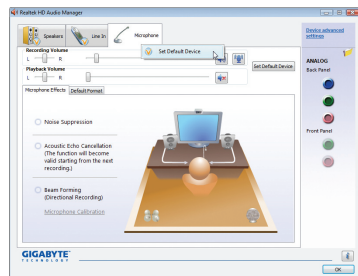 Realtek HD Audio Manager
Speakers
Line In
Microphone
Device advanced
settings
Set Default Device
Recording Volume
L
R
Set Default Device
Playback Volume
L
R
ANALOG
Back Panel
Microphone Effects
Default Format
Noise Suppression
Acoustic Echo Cancellation
(The function will become
valid starting from the next
recording.)
Front Panel
Beam Forming
(Directional Recording)
Microphone Calibration
GIGABYTE
TECHNOLOGY
OK